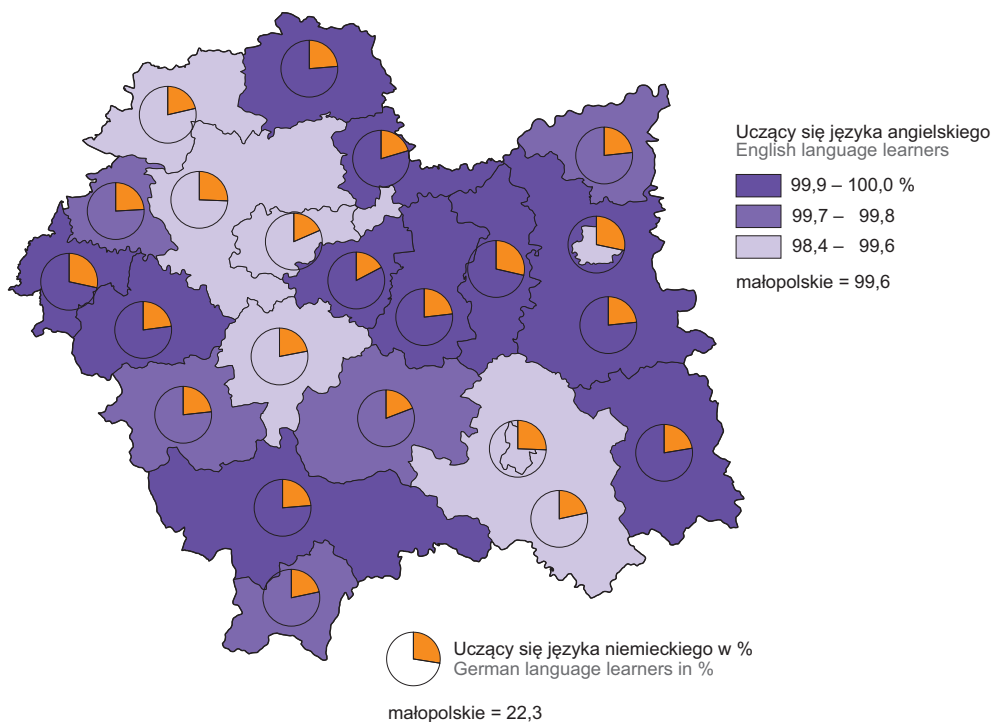 Uczący się języka angielskiego
English language learners
99,9 – 100,0 %
99,7 – 99,8
98,4 – 99,6
małopolskie = 99,6
Uczący się języka niemieckiego w %
German language learners in %
małopolskie = 22,3